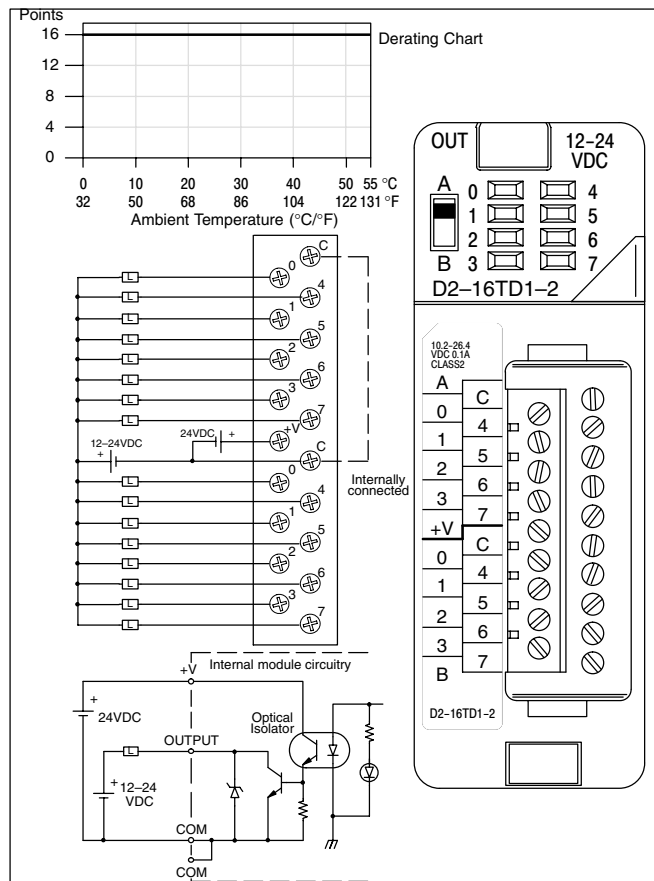 Points
16
Derating Chart
12
8
4
0
0 10 20 30 40 50 55 °C
32 50 68 86 104 122 131 °F
Ambient Temperature (°C/°F)
C
0
L
4
L
1
L
5
L
2
L
6
L
3
L
7
L
+V
24VDC +
12–24VDC
+
C
Internally
connected
0
L
4
L
1
L
5
L
2
L
6
L
3
L
7
L
Internal module circuitry
+V
+
24VDC
Optical
Isolator
L
OUTPUT
+
12–24
VDC
COM
COM
OUT
12–24
VDC
A
B
0 4
1 5
2 6
3 7
D2–16TD1–2
10.2–26.4
VDC 0.1A
CLASS2
A
C
0
4
1
5
2
6
3
7
+V
C
0
4
1
5
2
6
3
7
B
D2–16TD1–2